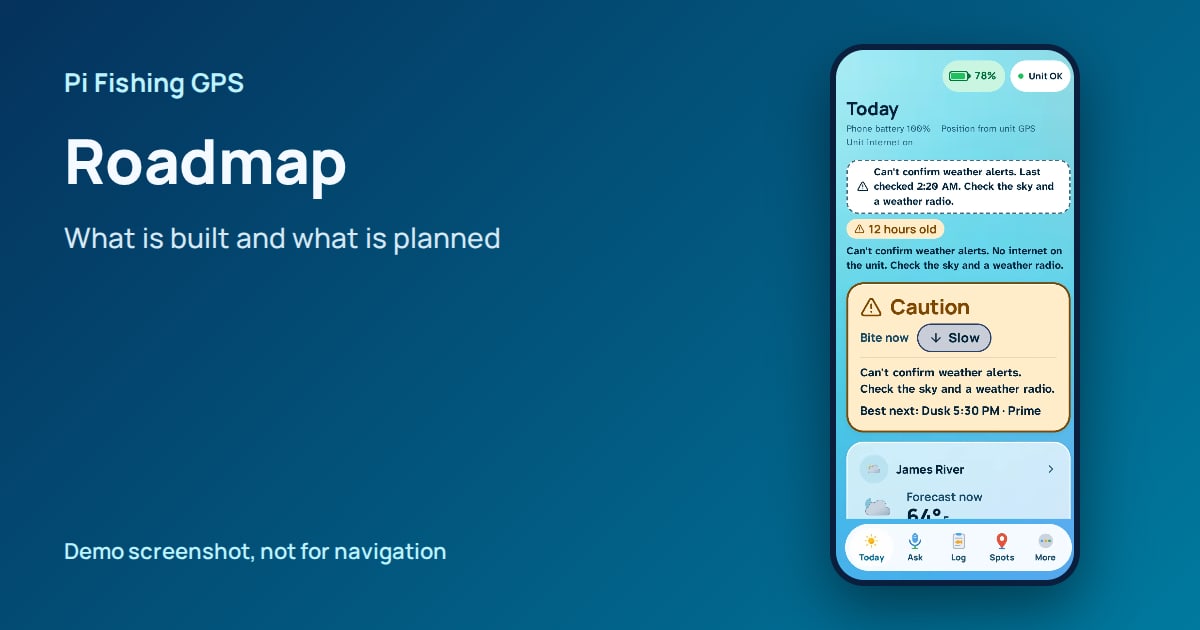 Pi Fishing GPS
Roadmap
What is built and what is planned
Demo screenshot, not for navigation
78%
Unit OK
Today
Phone battery 100% Position from unit GPS
Unit internet on
Can't confirm weather alerts. Last
checked 2:20 AM. Check the sky and
a weather radio.
12 hours old
Can't confirm weather alerts. No internet on
the unit. Check the sky and a weather radio.
Caution
Bite now
Slow
Can't confirm weather alerts.
Check the sky and a weather radio.
Best next: Dusk 5:30 PM · Prime
James River
Forecast now
64°F
Today Ask Log Spots More